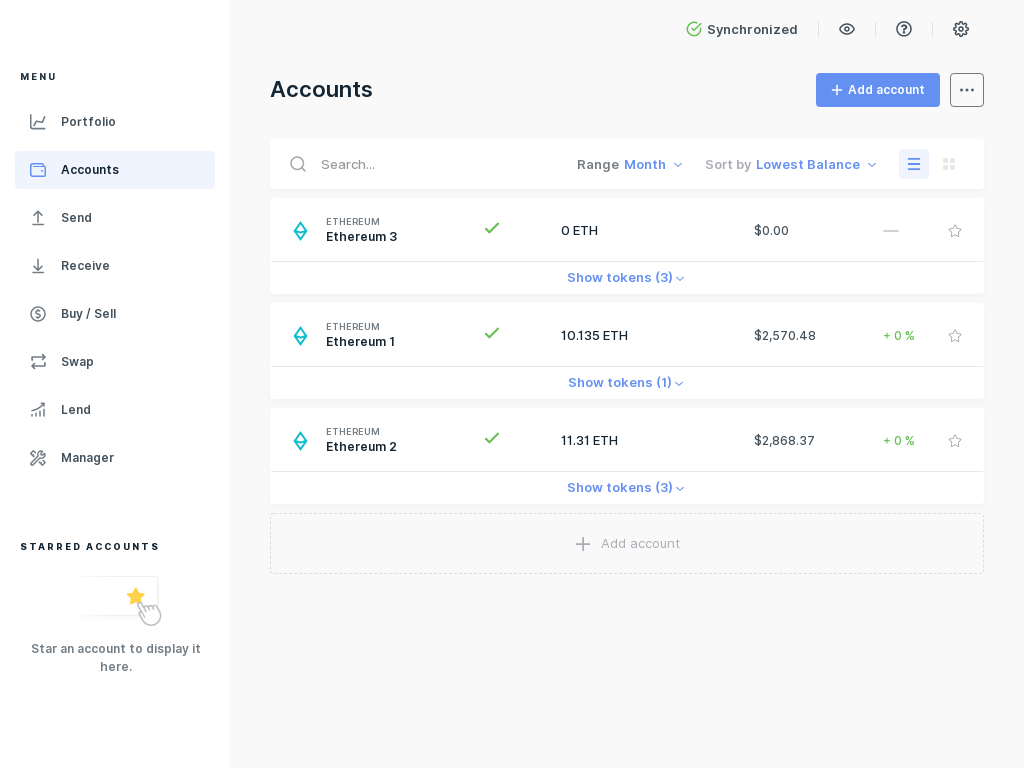 Synchronized
MENU
Portfolio
Accounts
Send
Receive
Buy / Sell
Swap
Lend
Manager
STARRED ACCOUNTS
Star an account to display it
here.
Accounts
Add account
Search...
Range Month
Sort by Lowest Balance
ETHEREUM
Ethereum 3
0 ETH
$0.00
Show tokens (3)
ETHEREUM
Ethereum 1
10.135 ETH
$2,570.48
+ 0 %
Show tokens (1)
ETHEREUM
Ethereum 2
11.31 ETH
$2,868.37
+ 0 %
Show tokens (3)
Add account